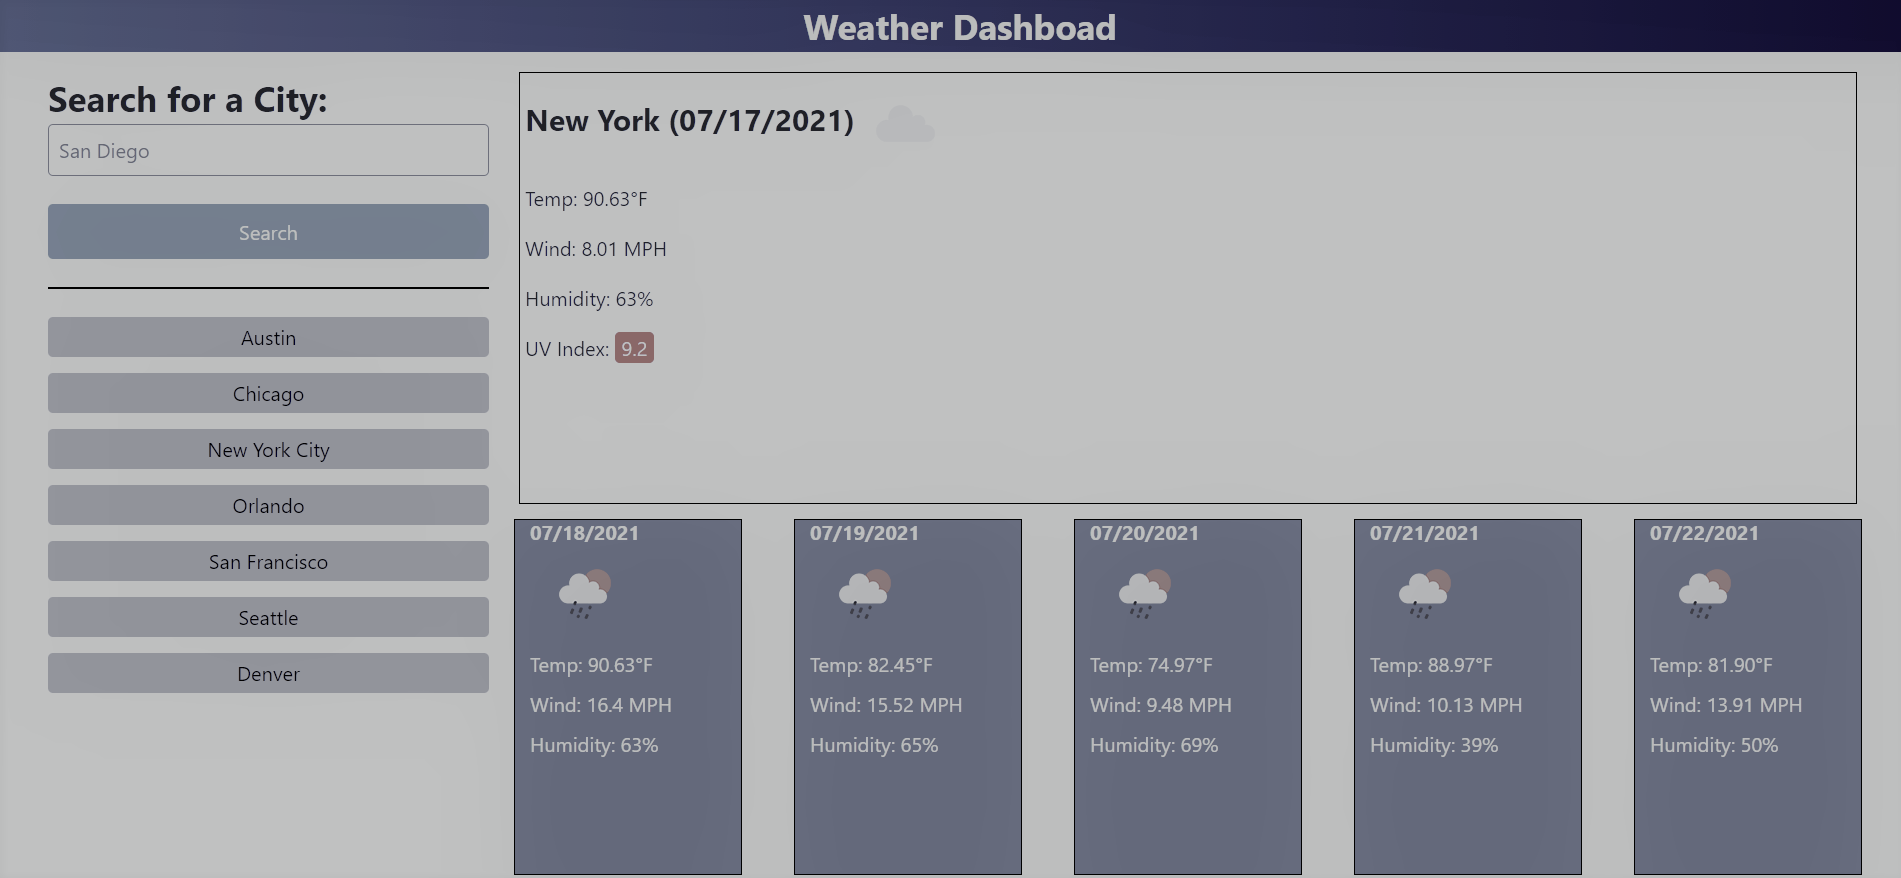 Weather Dashboad
Search for a City:
San Diego
Search
Austin
Chicago
New York City
Orlando
San Francisco
Seattle
Denver
New York (07/17/2021)
Temp: 90.63°F
Wind: 8.01 MPH
Humidity: 63%
UV Index: 9.2
07/18/2021
Temp: 90.63°F
Wind: 16.4 MPH
Humidity: 63%
07/19/2021
Temp: 82.45°F
Wind: 15.52 MPH
Humidity: 65%
07/20/2021
Temp: 74.97°F
Wind: 9.48 MPH
Humidity: 69%
07/21/2021
Temp: 88.97°F
Wind: 10.13 MPH
Humidity: 39%
07/22/2021
Temp: 81.90°F
Wind: 13.91 MPH
Humidity: 50%